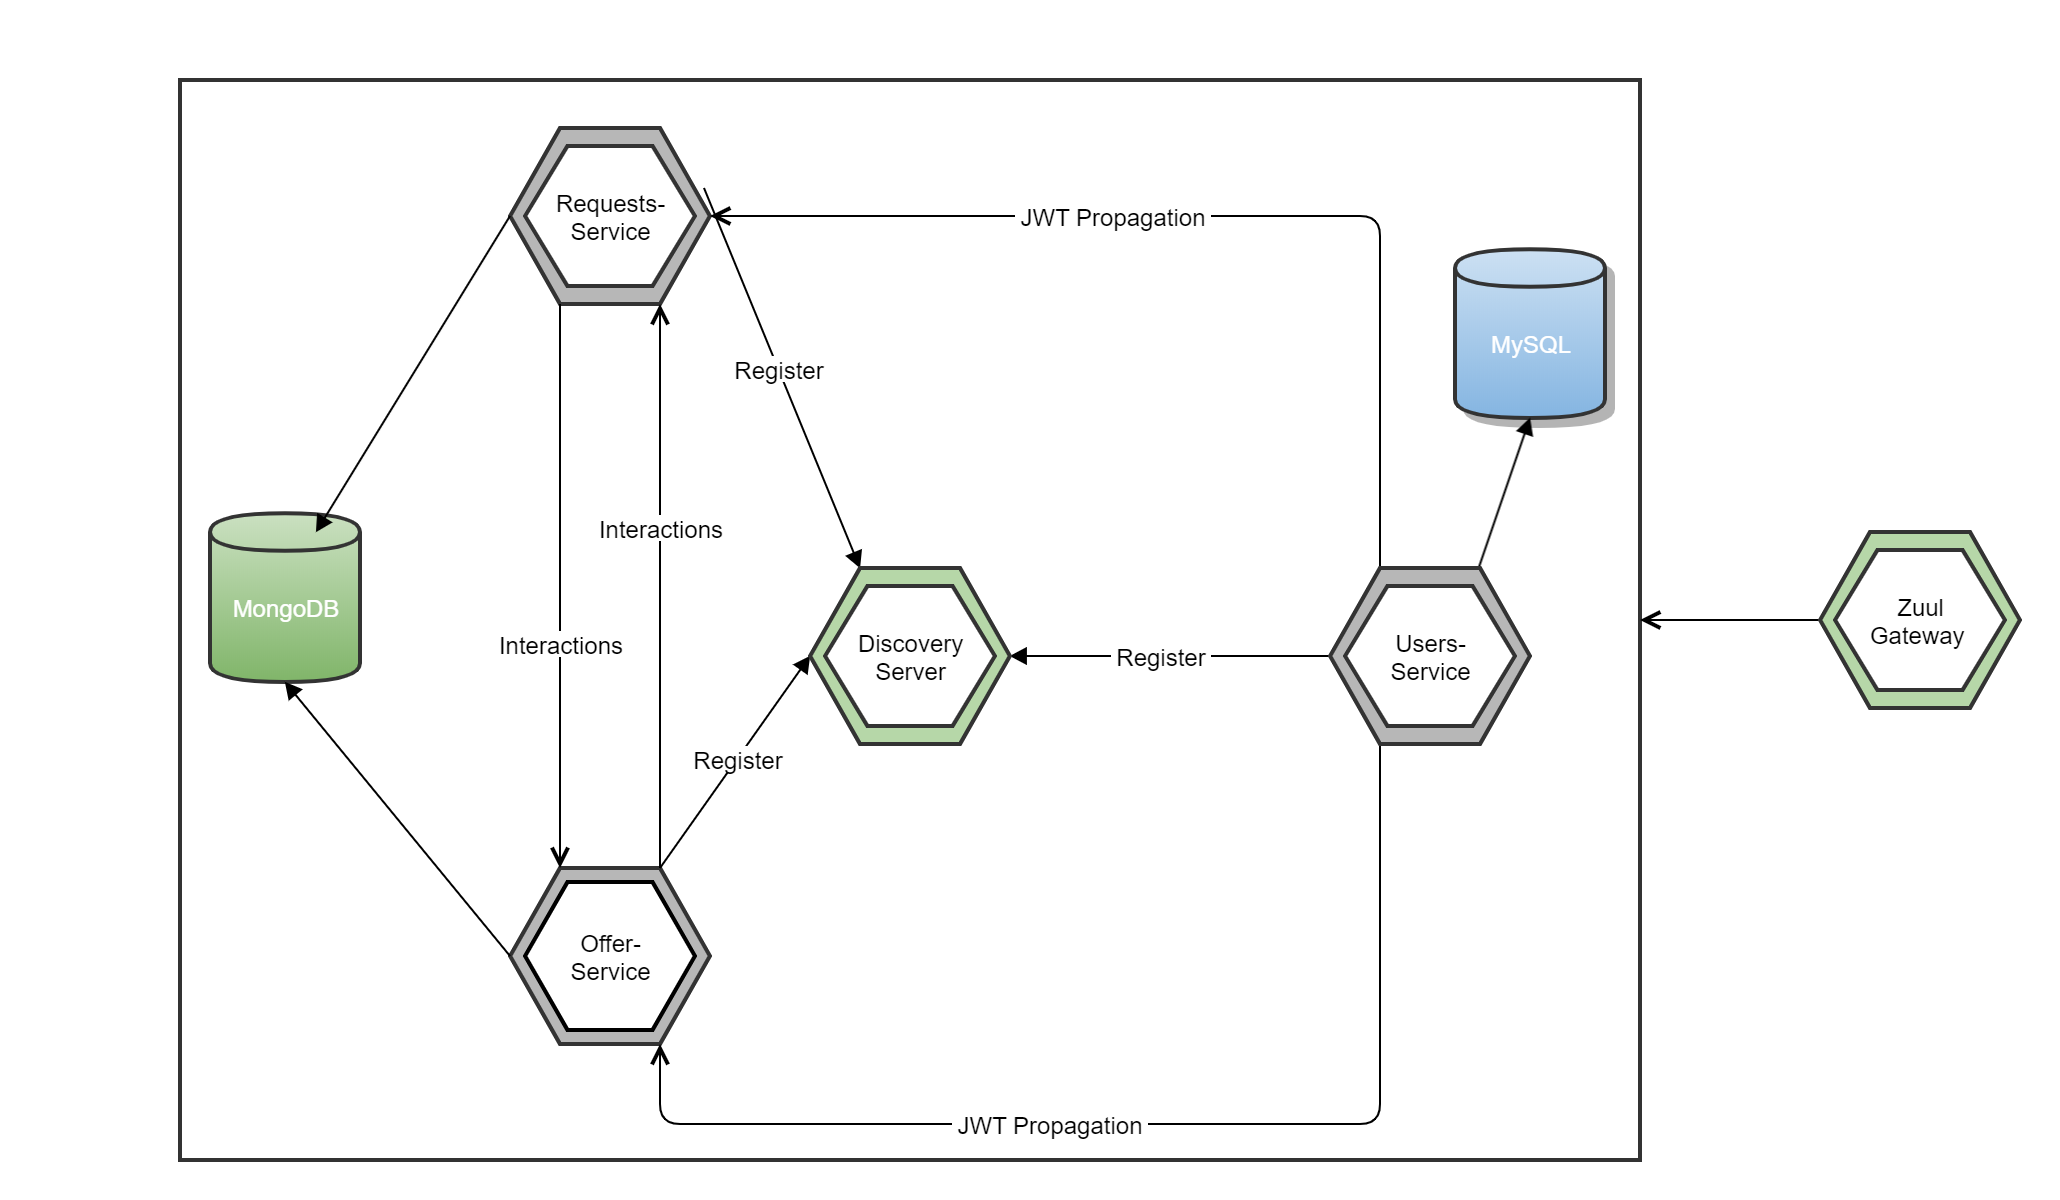 Requests-
Service
JWT Propagation
MySQL
Register
Interactions
MongoDB
Interactions
Discovery
Server
Register
Users-
Service
Zuul
Gateway
Register
Offer-
Service
JWT Propagation